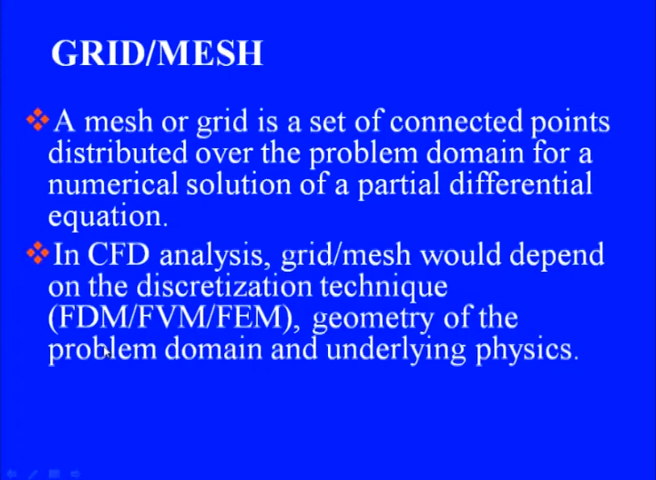 GRID/MESH
A mesh or grid is a set of connected points
distributed over the problem domain for a
numerical solution of a partial differential
equation.
In CFD analysis, grid/mesh would depend
on the discretization technique
(FDM/FVM/FEM), geometry of the
problem domain and underlying physics.